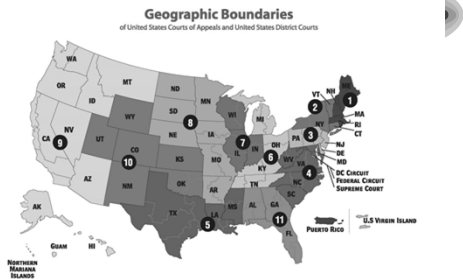 Geographic Boundaries
of United States Courts of Appeals and United States District Courts
WA
OR
ID
MT
ND
MN
SD
8
NE
IA
WY
NV
9
CA
UT
CO
10
AZ
NM
KS
OK
TX
MO
AR
LA
5
MS
AL
GA
11
FL
SC
NC
4
VA
WV
TN
KY
6
OH
IN
7
IL
WI
MI
PA
3
NY
2
VT
NH
ME
1
MA
RI
CT
NJ
DE
MD
DC CIRCUIT
FEDERAL CIRCUIT
SUPREME COURT
AK
GUAM
HI
NORTHERN
MARIANA
ISLANDS
PUERTO RICO
U.S VIRGIN ISLAND